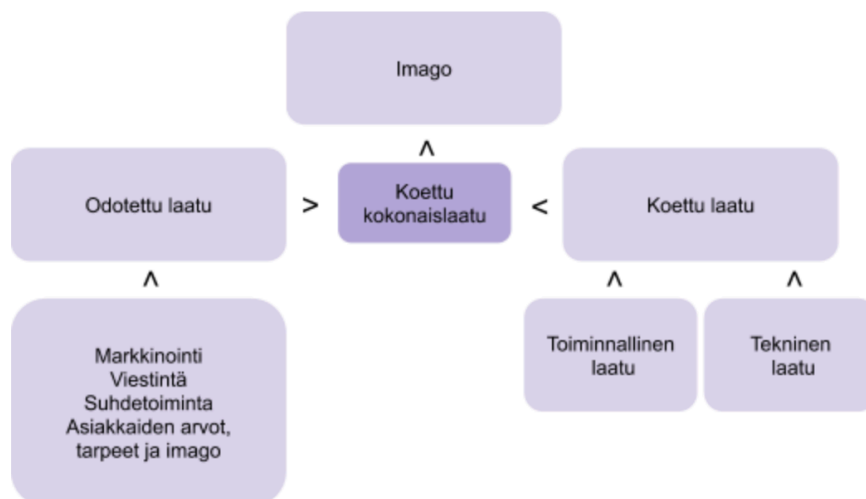 Imago
Odotettu laatu
>
Koettu
kokonaislaatu
<
Koettu laatu
Markkinointi
Viestintä
Suhdetoiminta
Asiakkaiden arvot,
tarpeet ja imago
Toiminnallinen
laatu
Tekninen
laatu